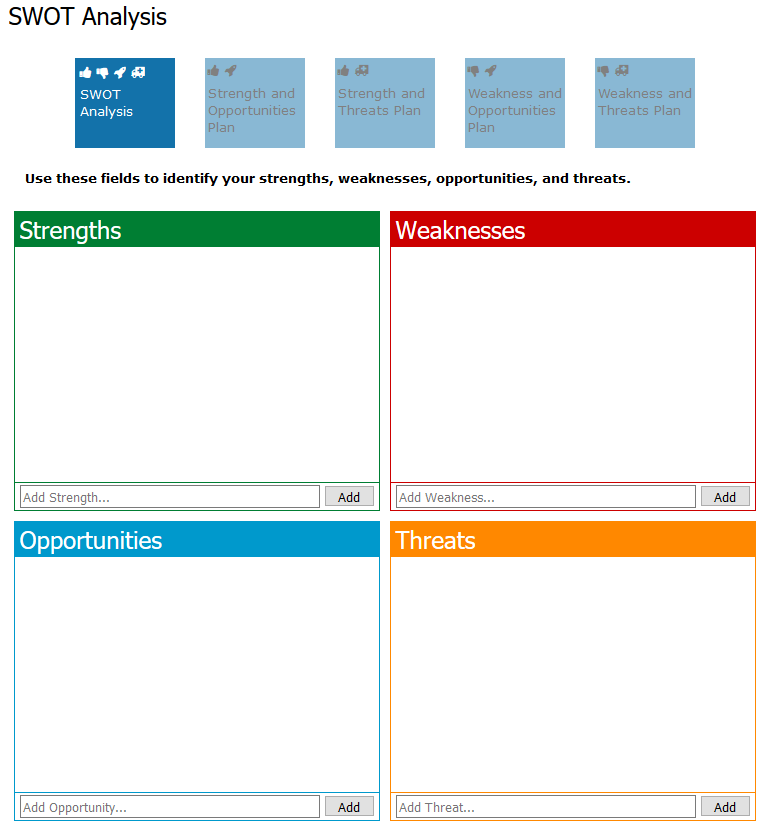 SWOT Analysis
SWOT
Analysis
Strength and
Opportunities
Plan
Strength and
Threats Plan
Weakness and
Opportunities
Plan
Weakness and
Threats Plan
Use these fields to identify your strengths, weaknesses, opportunities, and threats.
Strengths
Weaknesses
Add Strength...
Add
Add Weakness...
Add
Opportunities
Threats
Add Opportunity...
Add
Add Threat...
Add